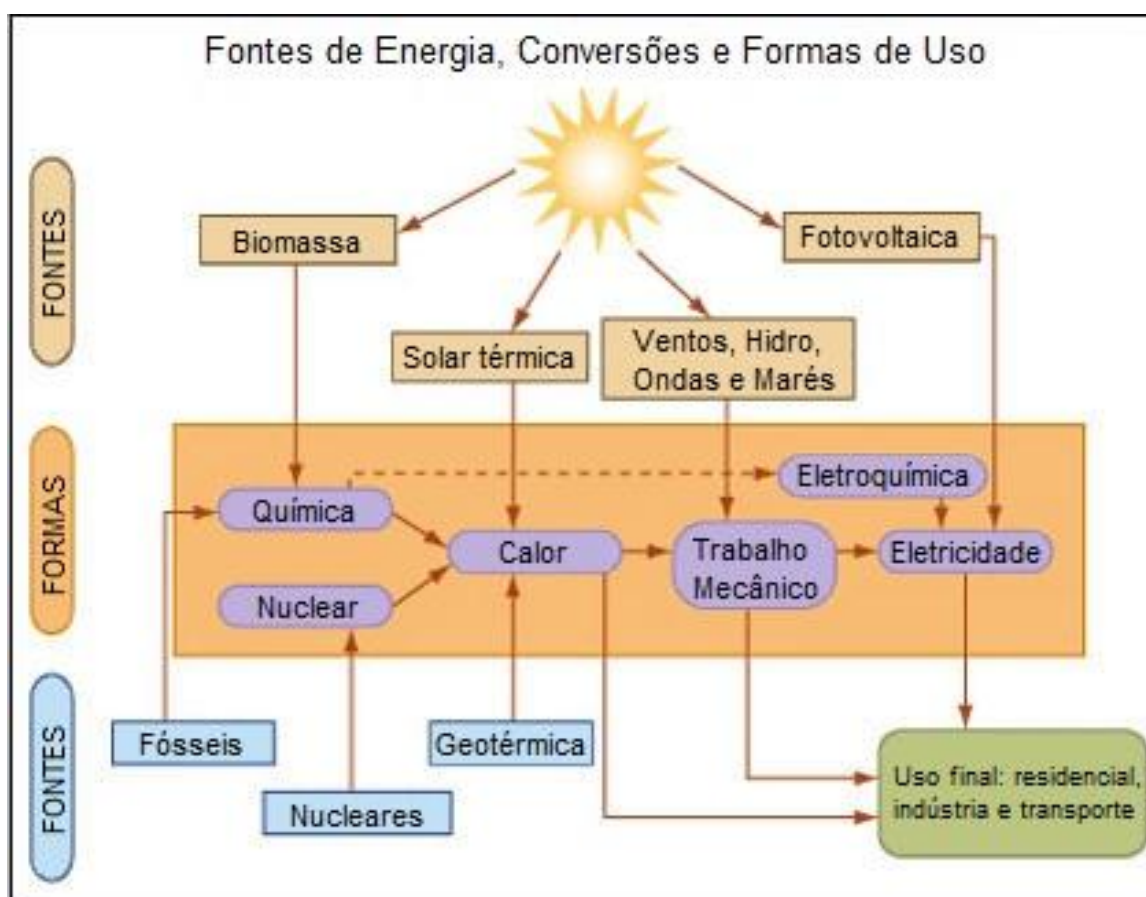 Fontes de Energia, Conversões e Formas de Uso
FONTES
Biomassa
Fotovoltaica
Solar térmica
Ventos, Hidro,
Ondas e Marés
FORMAS
Química
Eletroquímica
Calor
Trabalho
Mecânico
Eletricidade
Nuclear
FONTES
Fósseis
Geotérmica
Nucleares
Uso final: residencial,
indústria e transporte